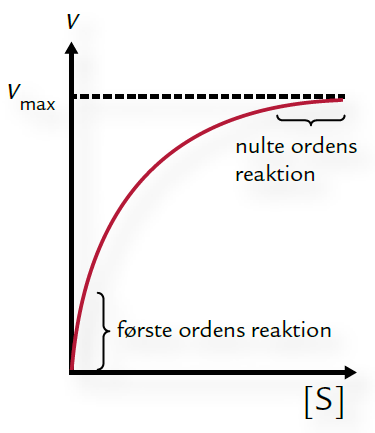 V
Vmax
nulte ordens
reaktion
første ordens reaktion
[S]